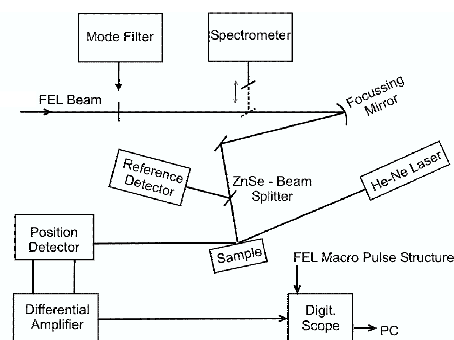 Mode Filter
Spectrometer
FEL Beam
Focussing
Mirror
Reference
Detector
ZnSe - Beam
Splitter
He-Ne Laser
Position
Detector
Sample
FEL Macro Pulse Structure
Differential
Amplifier
Digit.
Scope
PC